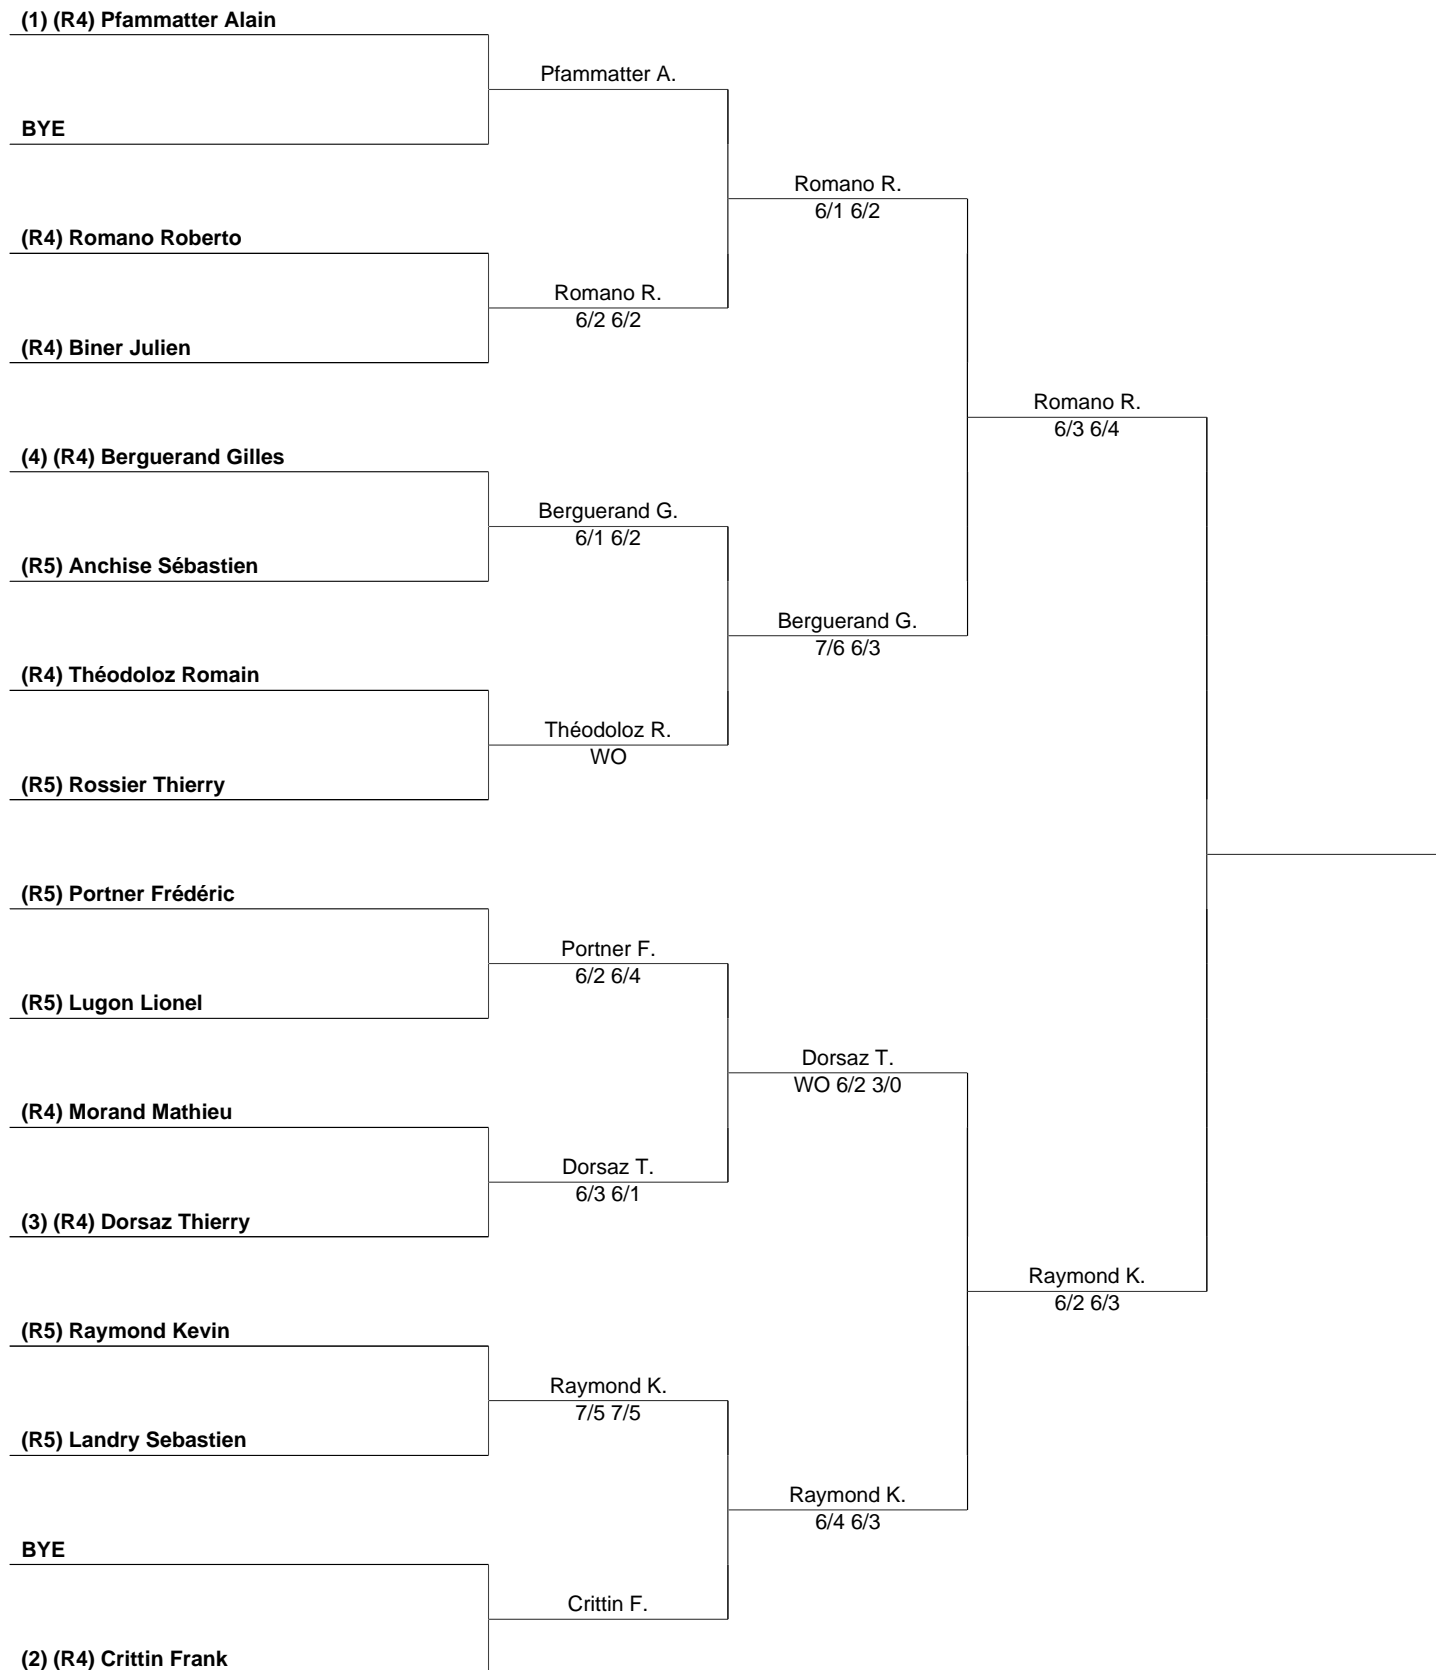 (1) (R4) Pfammatter Alain
Pfammatter A.
BYE
Romano R.
6/1 6/2
(R4) Romano Roberto
Romano R.
6/2 6/2
(R4) Biner Julien
Romano R.
6/3 6/4
(4) (R4) Berguerand Gilles
Berguerand G.
6/1 6/2
(R5) Anchise Sébastien
Berguerand G.
7/6 6/3
(R4) Théodoloz Romain
Théodoloz R.
WO
(R5) Rossier Thierry
(R5) Portner Frédéric
Portner F.
6/2 6/4
(R5) Lugon Lionel
Dorsaz T.
WO 6/2 3/0
(R4) Morand Mathieu
Dorsaz T.
6/3 6/1
(3) (R4) Dorsaz Thierry
Raymond K.
6/2 6/3
(R5) Raymond Kevin
Raymond K.
7/5 7/5
(R5) Landry Sebastien
Raymond K.
6/4 6/3
BYE
Crittin F.
(2) (R4) Crittin Frank